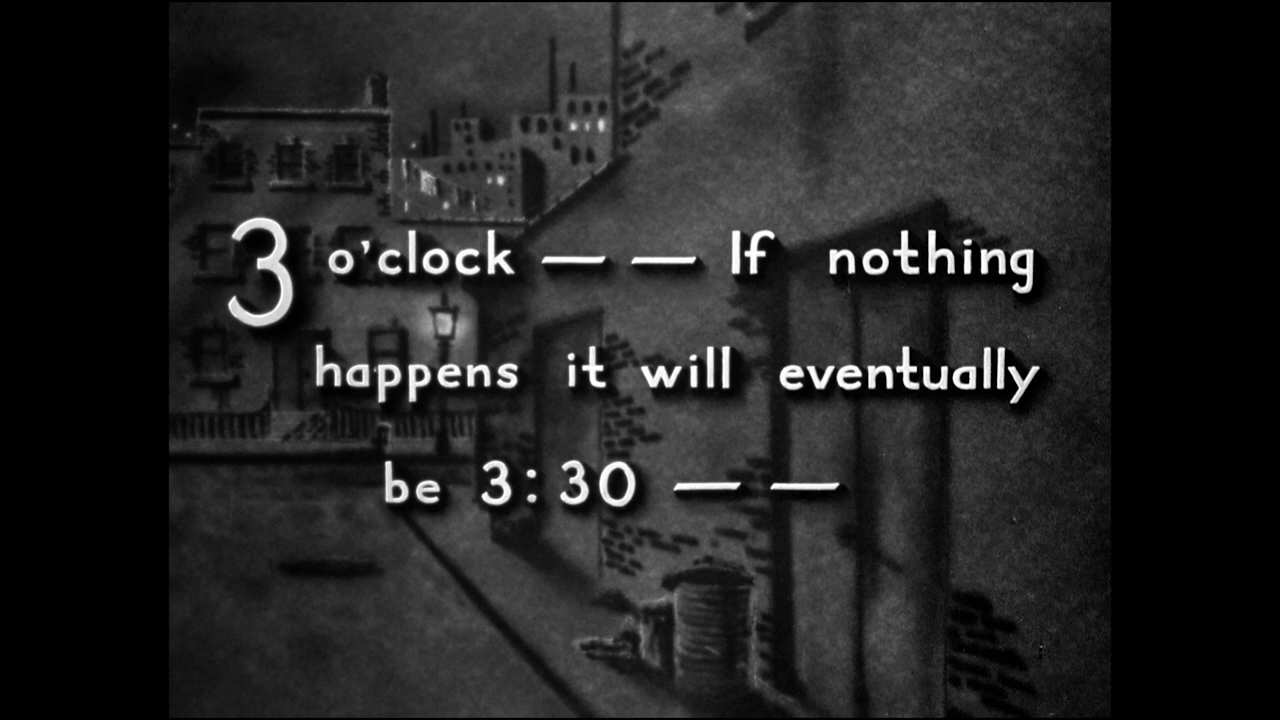 3 o'clock — — If nothing
happens it will eventually
be 3:30 — —